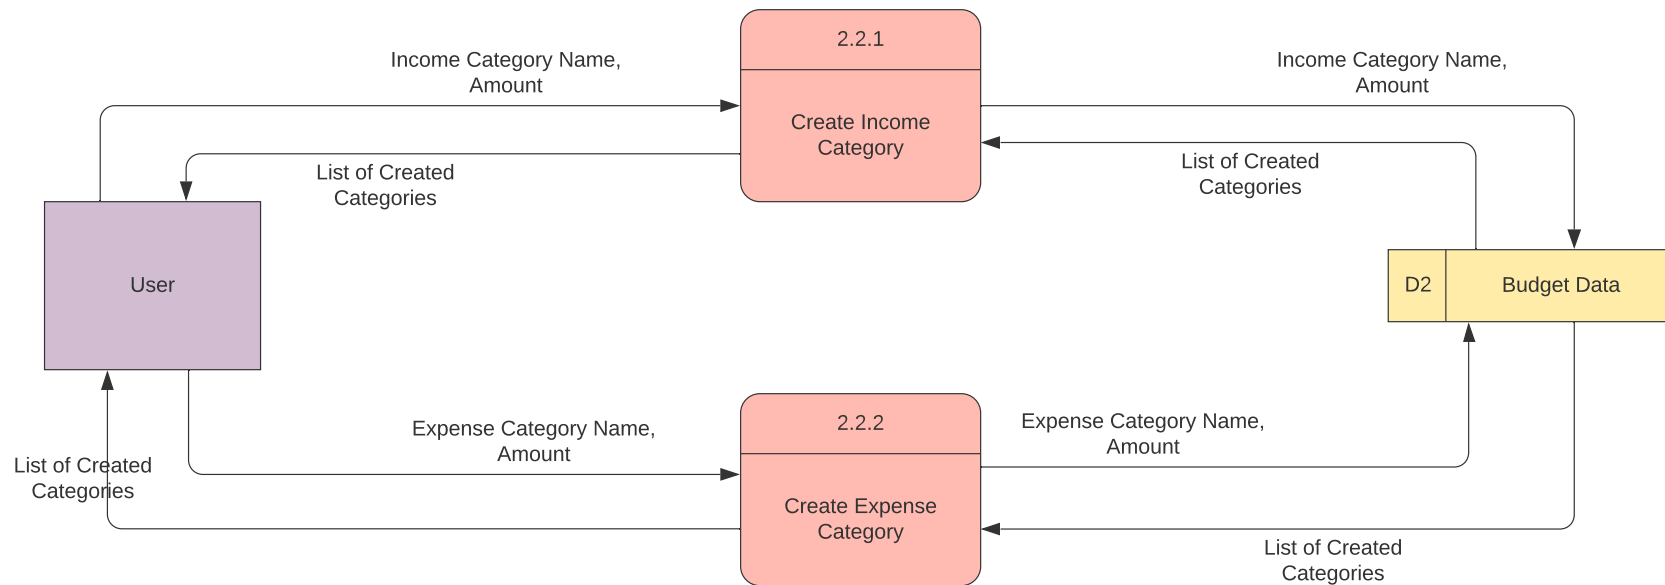 2.2.1
Income Category Name,
Amount
Income Category Name,
Amount
Create Income
Category
List of Created
Categories
List of Created
Categories
User
D2
Budget Data
2.2.2
Expense Category Name,
Amount
Expense Category Name,
Amount
List of Created
Categories
Create Expense
Category
List of Created
Categories